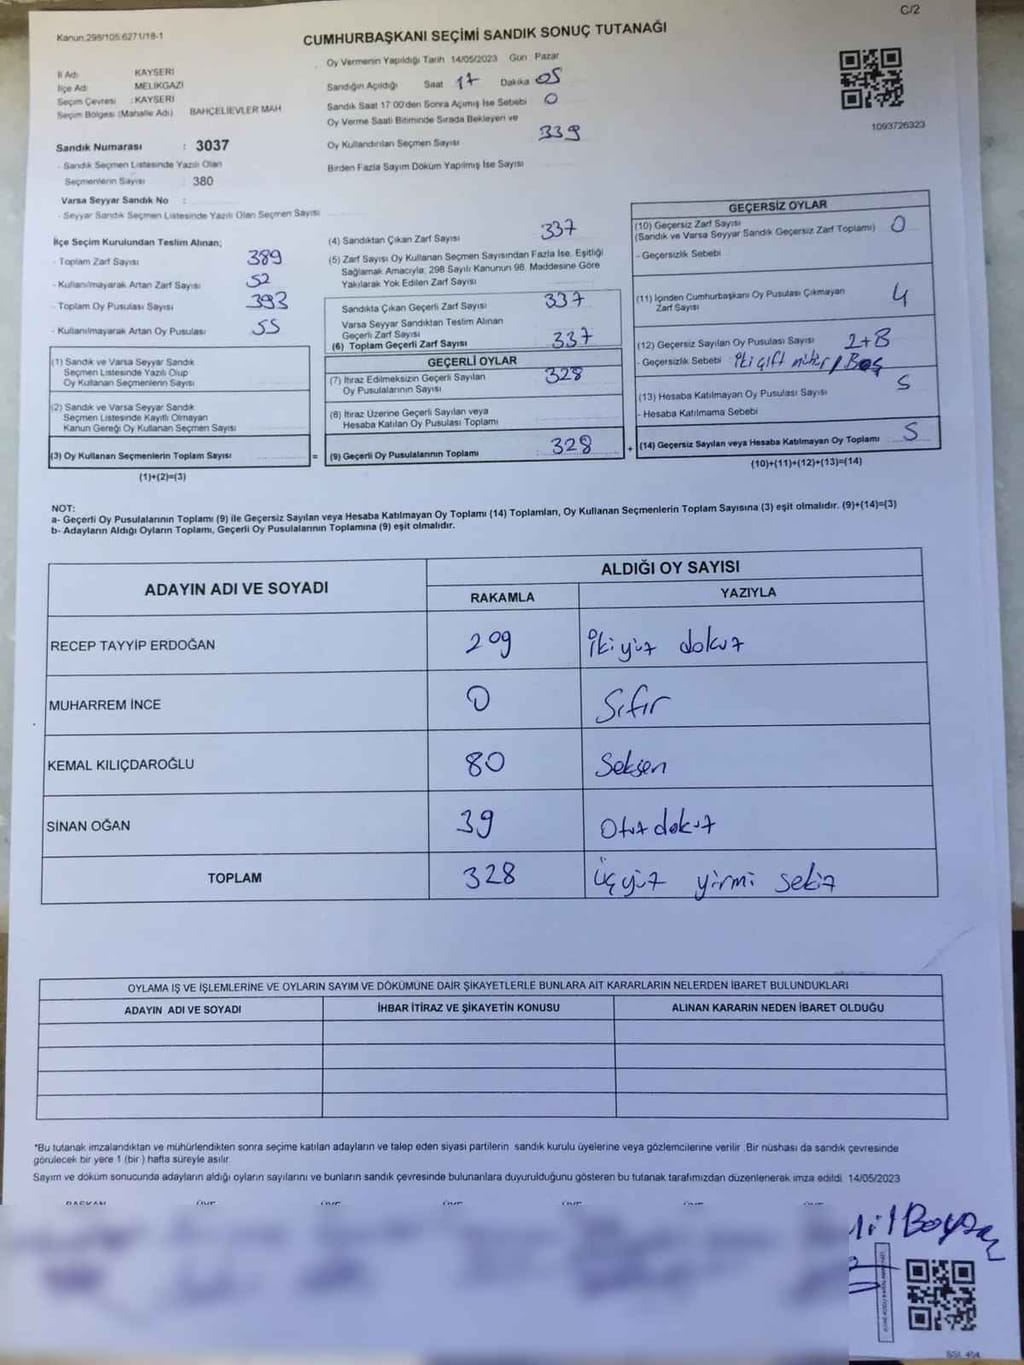 C/2
Kanun:298/105,6271/18-1
CUMHURBAŞKANI SEÇİMİ SANDIK SONUÇ TUTANAĞI
İl Adı : KAYSERİ
İlçe Adı : MELİKGAZİ
Seçim Çevresi : KAYSERİ
Seçim Bölgesi (Mahalle Adı) : BAHÇELİEVLER MAH
Sandık Numarası : 3037
- Sandık Seçmen Listesinde Yazılı Olan
Seçmenlerin Sayısı : 380
Varsa Seyyar Sandık No :
- Seyyar Sandık Seçmen Listesinde Yazılı Olan Seçmen Sayısı
Oy Vermenin Yapıldığı Tarih 14/05/2023 Gün : Pazar
Sandığın Açıldığı Saat 17 Dakika 05
Sandık Saat 17:00'den Sonra Açılmış İse Sebebi 0
Oy Verme Saati Bitiminde Sırada Bekleyen ve
Oy Kullandırılan Seçmen Sayısı 339
Birden Fazla Sayım Döküm Yapılmış İse Sayısı
1093726323
İlçe Seçim Kurulundan Teslim Alınan;
- Toplam Zarf Sayısı : 389
- Kullanılmayarak Artan Zarf Sayısı : 52
- Toplam Oy Pusulası Sayısı : 393
- Kullanılmayarak Artan Oy Pusulası : 55
(1) Sandık ve Varsa Seyyar Sandık
Seçmen Listesinde Yazılı Olup
Oy Kullanan Seçmenlerin Sayısı
(2) Sandık ve Varsa Seyyar Sandık
Seçmen Listesinde Kayıtlı Olmayan
Kanun Gereği Oy Kullanan Seçmen Sayısı
(3) Oy Kullanan Seçmenlerin Toplam Sayısı
(1)+(2)=(3)
(4) Sandıktan Çıkan Zarf Sayısı 337
(5) Zarf Sayısı Oy Kullanan Seçmen Sayısından Fazla İse, Eşitliği
Sağlamak Amacıyla, 298 Sayılı Kanunun 98. Maddesine Göre
Yakılarak Yok Edilen Zarf Sayısı
Sandıkta Çıkan Geçerli Zarf Sayısı 337
Varsa Seyyar Sandıktan Teslim Alınan
Geçerli Zarf Sayısı
(6) Toplam Geçerli Zarf Sayısı 337
GEÇERLİ OYLAR
(7) İtiraz Edilmeksizin Geçerli Sayılan
Oy Pusulalarının Sayısı 328
(8) İtiraz Üzerine Geçerli Sayılan veya
Hesaba Katılan Oy Pusulası Toplamı
= (9) Geçerli Oy Pusulalarının Toplamı 328
GEÇERSİZ OYLAR
(10) Geçersiz Zarf Sayısı
(Sandık ve Varsa Seyyar Sandık Geçersiz Zarf Toplamı) 0
- Geçersizlik Sebebi
(11) İçinden Cumhurbaşkanı Oy Pusulası Çıkmayan
Zarf Sayısı 4
(12) Geçersiz Sayılan Oy Pusulası Sayısı 2+B
- Geçersizlik Sebebi iki çift mühür / Boş
(13) Hesaba Katılmayan Oy Pusulası Sayısı 5
- Hesaba Katılmama Sebebi
+ (14) Geçersiz Sayılan veya Hesaba Katılmayan Oy Toplamı 5
(10)+(11)+(12)+(13)=(14)
NOT:
a- Geçerli Oy Pusulalarının Toplamı (9) ile Geçersiz Sayılan veya Hesaba Katılmayan Oy Toplamı (14) Toplamları, Oy Kullanan Seçmenlerin Toplam Sayısına (3) eşit olmalıdır. (9)+(14)=(3)
b- Adayların Aldığı Oyların Toplamı, Geçerli Oy Pusulalarının Toplamına (9) eşit olmalıdır.
ADAYIN ADI VE SOYADI
ALDIĞI OY SAYISI
RAKAMLA YAZIYLA
RECEP TAYYİP ERDOĞAN 209 İkiyüz dokuz
MUHARREM İNCE 0 Sıfır
KEMAL KILIÇDAROĞLU 80 Seksen
SİNAN OĞAN 39 Otuz dokuz
TOPLAM 328 Üçyüz yirmi sekiz
OYLAMA İŞ VE İŞLEMLERİNE VE OYLARIN SAYIM VE DÖKÜMÜNE DAİR ŞİKAYETLERLE BUNLARA AİT KARARLARIN NELERDEN İBARET BULUNDUKLARI
ADAYIN ADI VE SOYADI İHBAR İTİRAZ VE ŞİKAYETİN KONUSU ALINAN KARARIN NEDEN İBARET OLDUĞU
*Bu tutanak imzalandıktan ve mühürlendikten sonra seçime katılan adayların ve talep eden siyasi partilerin sandık kurulu üyelerine veya gözlemcilerine verilir. Bir nüshası da sandık çevresinde
görülecek bir yere 1 (bir) hafta süreyle asılır.
Sayım ve döküm sonucunda adayların aldığı oyların sayılarını ve bunların sandık çevresinde bulunanlara duyurulduğunu gösteren bu tutanak tarafımızdan düzenlenerek imza edildi. 14/05/2023